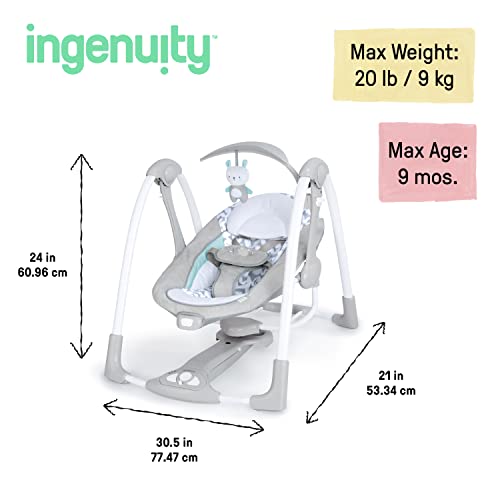 ingenuity™
Max Weight:
20 lb / 9 kg
Max Age:
9 mos.
24 in
60.96 cm
21 in
53.34 cm
30.5 in
77.47 cm